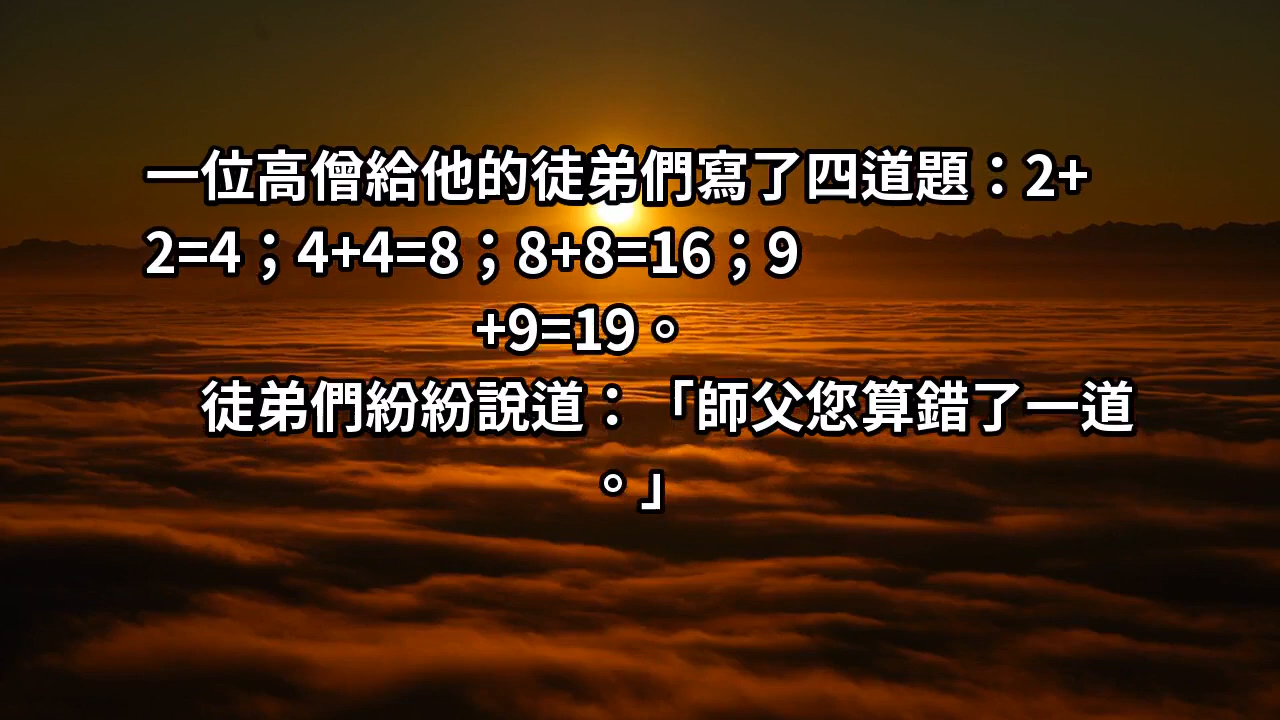 一位高僧給他的徒弟們寫了四道題：2+
2=4；4+4=8；8+8=16；9
+9=19。
徒弟們紛紛說道：「師父您算錯了一道
。」